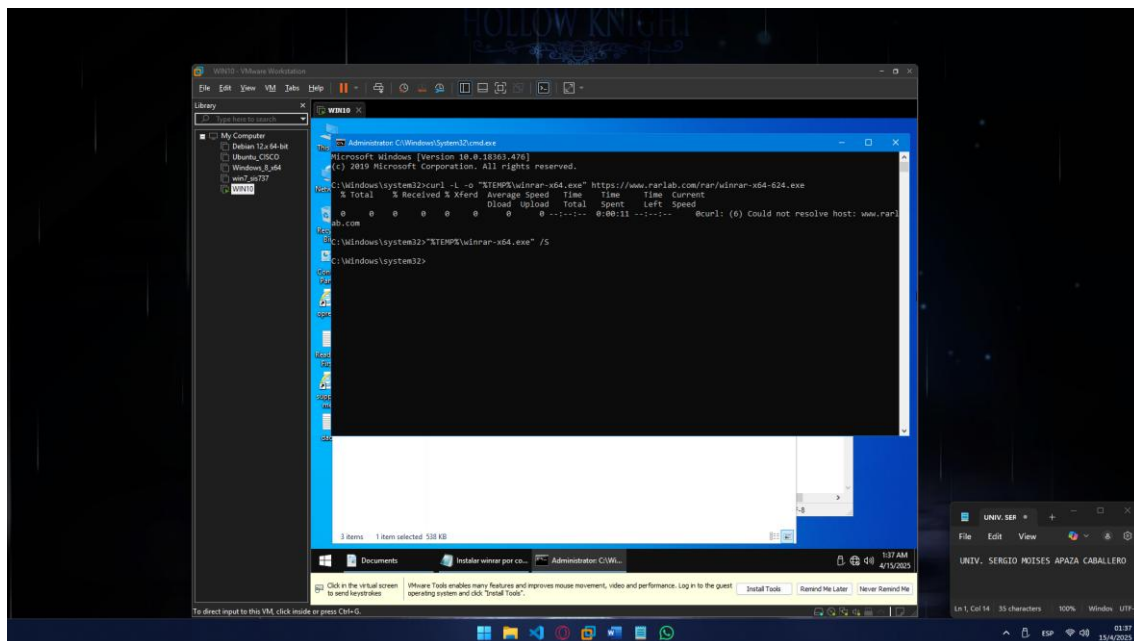 HOLLOW KNIGHT
WIN10 - VMware Workstation
File Edit View VM Tabs Help
Library
Type here to search
My Computer
Debian 12.x 64-bit
Ubuntu_CISCO
Windows_8_x64
win7_sis737
WIN10
WIN10
Administrator: C:\Windows\System32\cmd.exe
Microsoft Windows [Version 10.0.18363.476]
(c) 2019 Microsoft Corporation. All rights reserved.
C:\Windows\system32>curl -L -o "%TEMP%\winrar-x64.exe" https://www.rarlab.com/rar/winrar-x64-624.exe
% Total % Received % Xferd Average Speed Time Time Time Current
Dload Upload Total Spent Left Speed
0 0 0 0 0 0 0 0 --:--:-- 0:00:11 --:--:-- 0curl: (6) Could not resolve host: www.rarl
ab.com
C:\Windows\system32>"%TEMP%\winrar-x64.exe" /S
C:\Windows\system32>
3 items 1 item selected 538 KB
Documents
Instalar winrar por co...
Administrator: C:\Wi...
1:37 AM
4/15/2025
Click in the virtual screen
to send keystrokes
VMware Tools enables many features and improves mouse movement, video and performance. Log in to the guest
operating system and click "Install Tools".
Install Tools
Remind Me Later
Never Remind Me
To direct input to this VM, click inside or press Ctrl+G.
UNIV. SER
File Edit View
UNIV. SERGIO MOISES APAZA CABALLERO
Ln 1, Col 14 35 characters 100% Window UTF-
ESP
01:37
15/4/2025